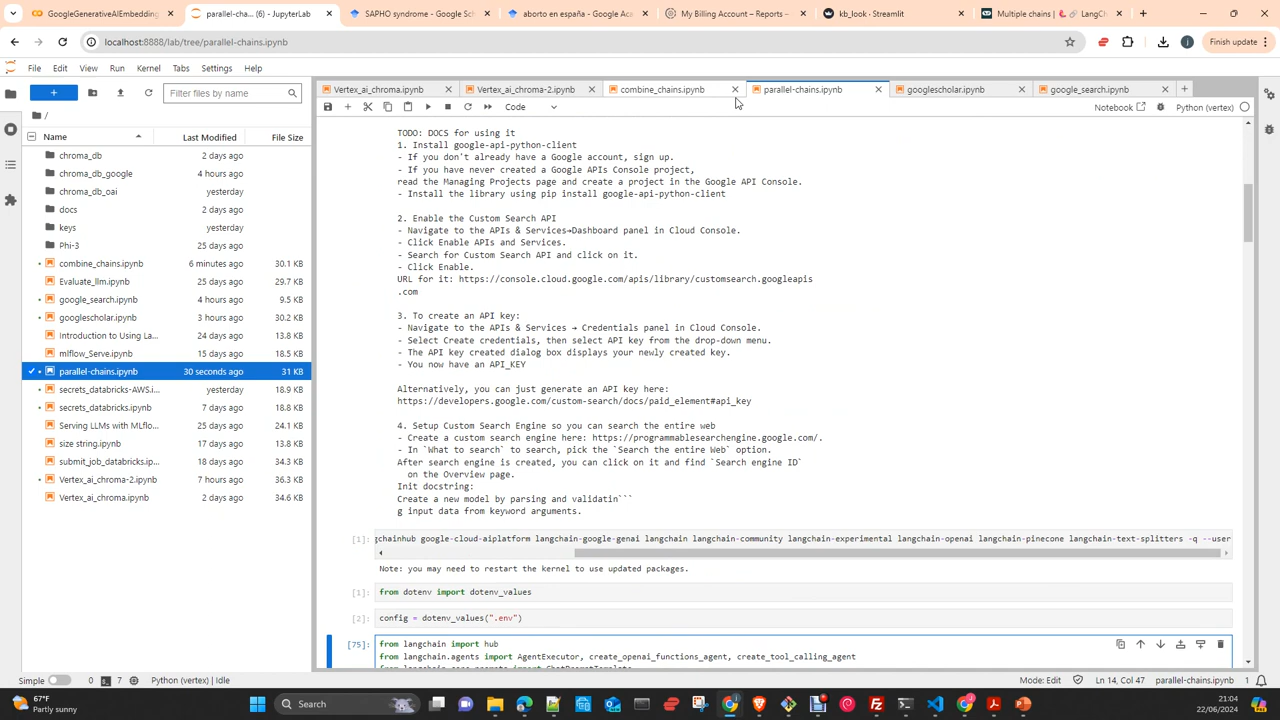 GoogleGenerativeAIEmbedding
parallel-cha... (6) - JupyterLab
SAPHO syndrome - Google Sch
aborto en españa - Google Ac
My Billing Account – Reports –
kb_look · Streamlit
Multiple chains | 🦜🔗 LangCh
localhost:8888/lab/tree/parallel-chains.ipynb
Finish update
File Edit View Run Kernel Tabs Settings Help
Filter files by name
/
Name Last Modified File Size
chroma_db 2 days ago
chroma_db_google 4 hours ago
chroma_db_oai yesterday
docs 2 days ago
keys yesterday
Phi-3 25 days ago
combine_chains.ipynb 6 minutes ago 30.1 KB
Evaluate_llm.ipynb 25 days ago 29.7 KB
google_search.ipynb 4 hours ago 9.5 KB
googlescholar.ipynb 3 hours ago 30.2 KB
Introduction to Using La... 24 days ago 13.8 KB
mlflow_Serve.ipynb 15 days ago 18.5 KB
parallel-chains.ipynb 30 seconds ago 31 KB
secrets_databricks-AWS.i... yesterday 18.9 KB
secrets_databricks.ipynb 7 days ago 18.8 KB
Serving LLMs with MLflo... 25 days ago 24.1 KB
size string.ipynb 17 days ago 13.8 KB
submit_job_databricks.ip... 18 days ago 34.3 KB
Vertex_ai_chroma-2.ipynb 7 hours ago 36.3 KB
Vertex_ai_chroma.ipynb 2 days ago 34.6 KB
Vertex_ai_chroma.ipynb
Vertex_ai_chroma-2.ipynb
combine_chains.ipynb
parallel-chains.ipynb
googlescholar.ipynb
google_search.ipynb
Code
Notebook
Python (vertex)
TODO: DOCS for using it
1. Install google-api-python-client
- If you don't already have a Google account, sign up.
- If you have never created a Google APIs Console project,
read the Managing Projects page and create a project in the Google API Console.
- Install the library using pip install google-api-python-client
2. Enable the Custom Search API
- Navigate to the APIs & Services→Dashboard panel in Cloud Console.
- Click Enable APIs and Services.
- Search for Custom Search API and click on it.
- Click Enable.
URL for it: https://console.cloud.google.com/apis/library/customsearch.googleapis
.com
3. To create an API key:
- Navigate to the APIs & Services → Credentials panel in Cloud Console.
- Select Create credentials, then select API key from the drop-down menu.
- The API key created dialog box displays your newly created key.
- You now have an API_KEY
Alternatively, you can just generate an API key here:
https://developers.google.com/custom-search/docs/paid_element#api_key
4. Setup Custom Search Engine so you can search the entire web
- Create a custom search engine here: https://programmablesearchengine.google.com/.
- In `What to search` to search, pick the `Search the entire Web` option.
After search engine is created, you can click on it and find `Search engine ID`
on the Overview page.
Init docstring:
Create a new model by parsing and validatin```
g input data from keyword arguments.
[1]: gchainhub google-cloud-aiplatform langchain-google-genai langchain langchain-community langchain-experimental langchain-openai langchain-pinecone langchain-text-splitters -q --user
Note: you may need to restart the kernel to use updated packages.
[1]: from dotenv import dotenv_values
[2]: config = dotenv_values(".env")
[75]: from langchain import hub
from langchain.agents import AgentExecutor, create_openai_functions_agent, create_tool_calling_agent
Simple 0 7 Python (vertex) | Idle
Mode: Edit Ln 14, Col 47 parallel-chains.ipynb 1
67°F
Partly sunny
Search
21:04
22/06/2024